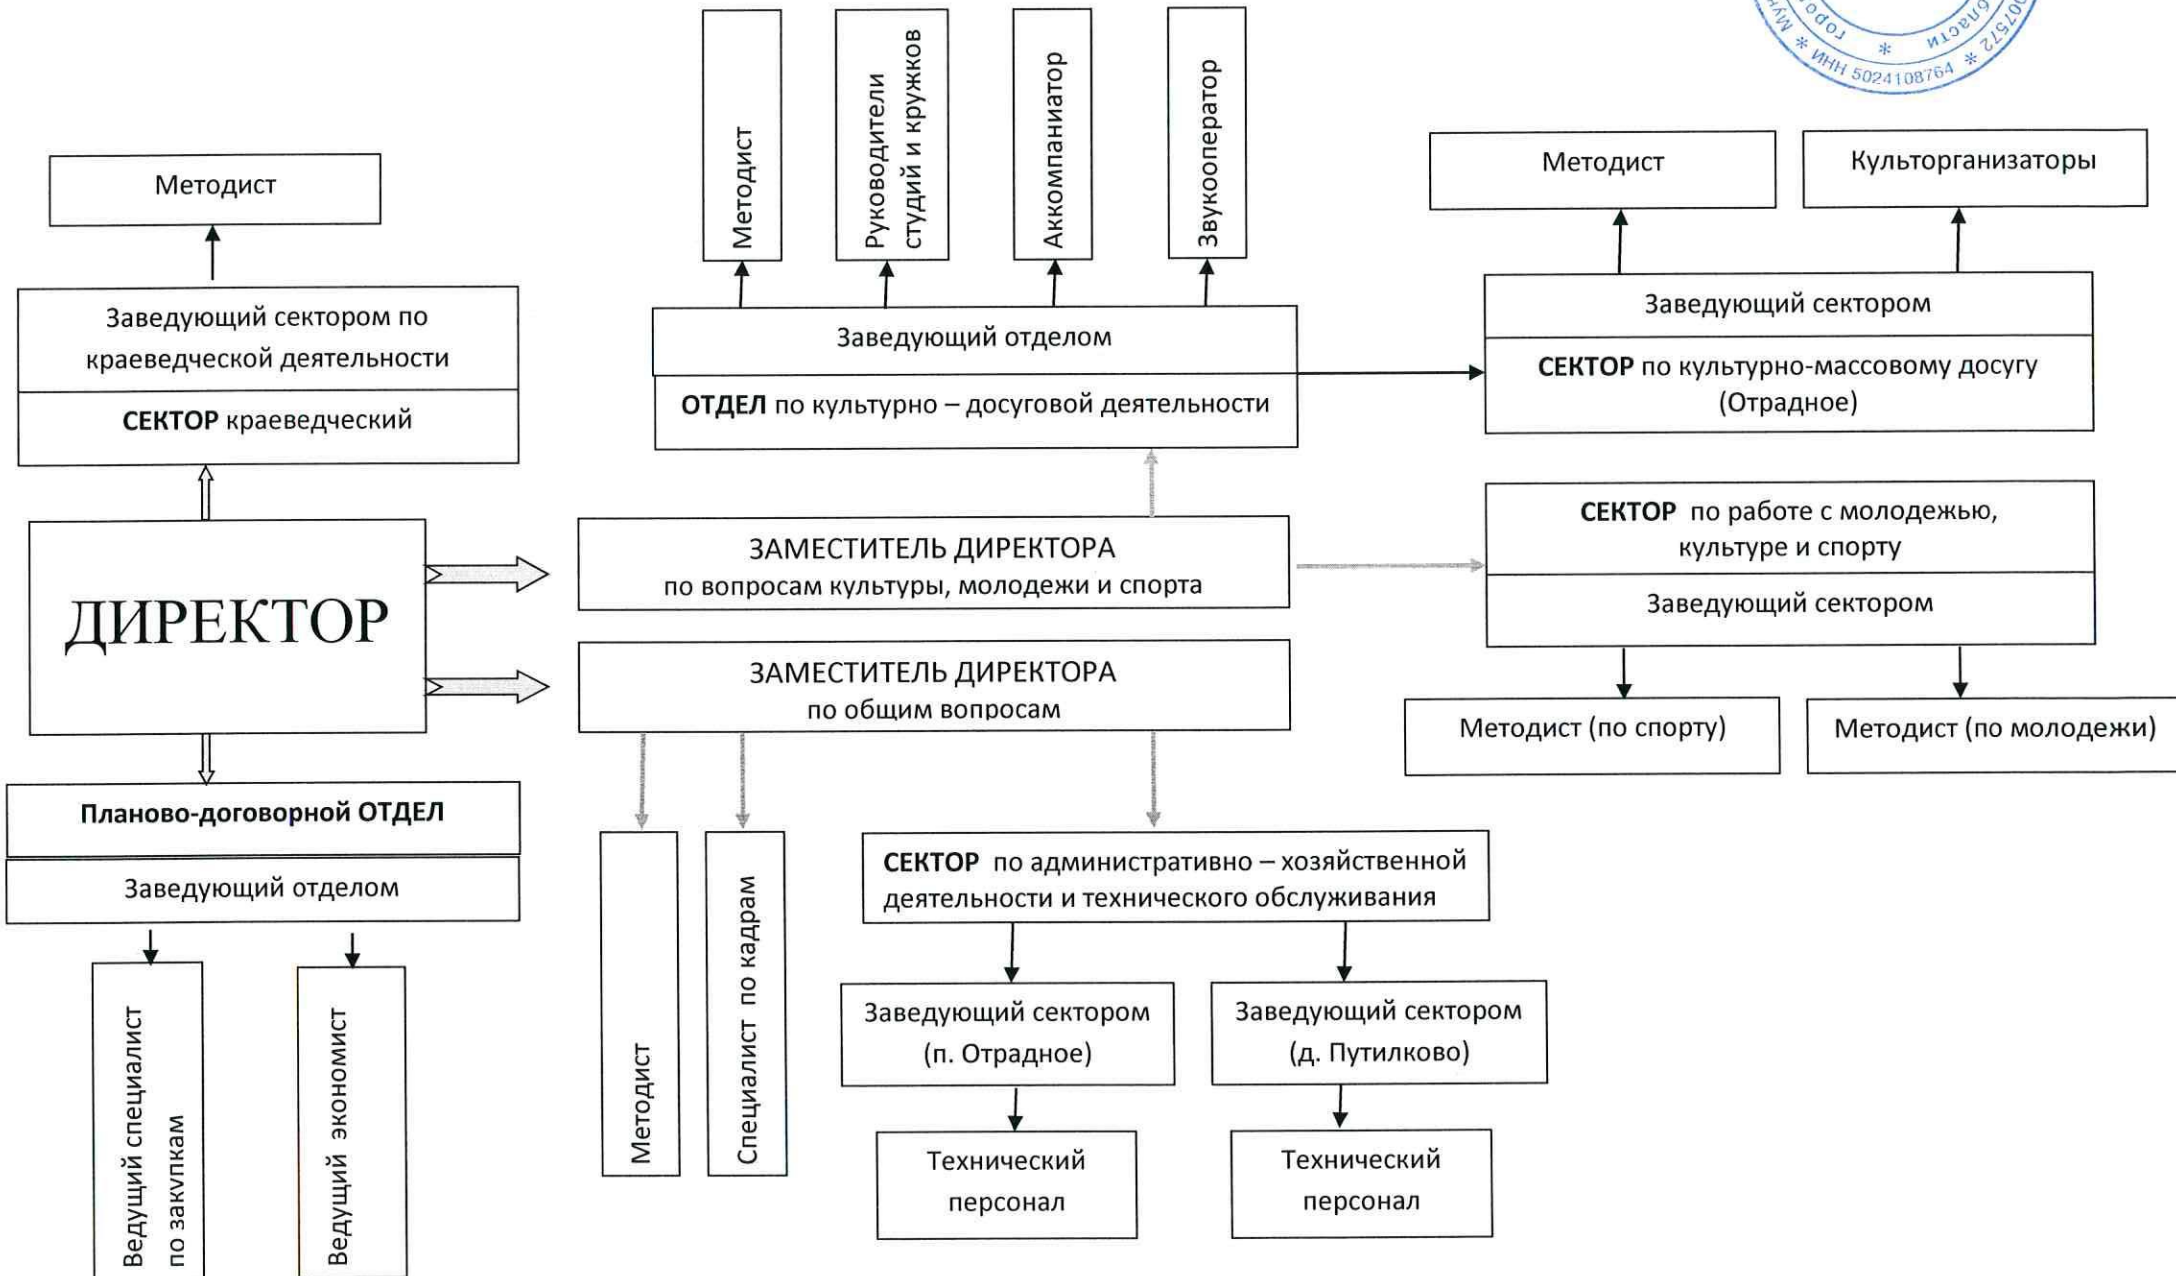 007572 *
* ИНН 5024108764 *
области
*
город
Методист
Руководители
студий и кружков
Аккомпаниатор
Звукооператор
Методист
Культорганизаторы
Методист
Заведующий сектором по
краеведческой деятельности
СЕКТОР краеведческий
Заведующий отделом
ОТДЕЛ по культурно – досуговой деятельности
Заведующий сектором
СЕКТОР по культурно-массовому досугу
(Отрадное)
ДИРЕКТОР
ЗАМЕСТИТЕЛЬ ДИРЕКТОРА
по вопросам культуры, молодежи и спорта
СЕКТОР по работе с молодежью,
культуре и спорту
Заведующий сектором
ЗАМЕСТИТЕЛЬ ДИРЕКТОРА
по общим вопросам
Методист (по спорту)
Методист (по молодежи)
Планово-договорной ОТДЕЛ
Заведующий отделом
Ведущий специалист
по закупкам
Ведущий экономист
Методист
Специалист по кадрам
СЕКТОР по административно – хозяйственной
деятельности и технического обслуживания
Заведующий сектором
(п. Отрадное)
Заведующий сектором
(д. Путилково)
Технический
персонал
Технический
персонал